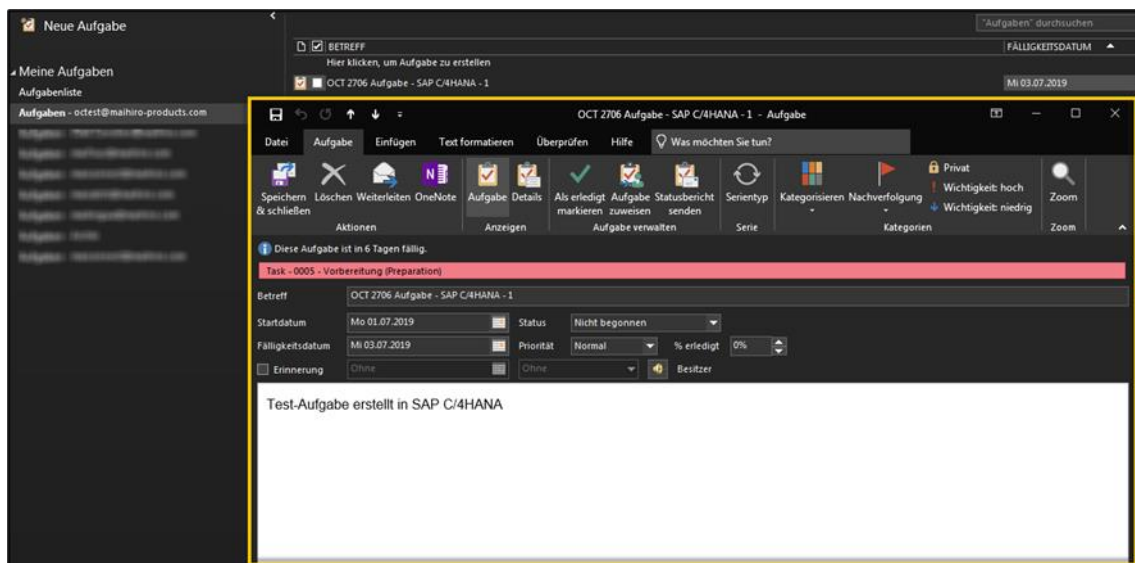 Neue Aufgabe
"Aufgaben" durchsuchen
BETREFF FÄLLIGKEITSDATUM
Hier klicken, um Aufgabe zu erstellen
Meine Aufgaben
OCT 2706 Aufgabe - SAP C/4HANA - 1 Mi 03.07.2019
Aufgabenliste
Aufgaben - octest@maihiro-products.com
OCT 2706 Aufgabe - SAP C/4HANA - 1 - Aufgabe
Datei Aufgabe Einfügen Text formatieren Überprüfen Hilfe Was möchten Sie tun?
Speichern & schließen
Löschen Weiterleiten OneNote
Aufgabe Details
Als erledigt markieren
Aufgabe zuweisen
Statusbericht senden
Serientyp
Kategorisieren Nachverfolgung
Privat
Wichtigkeit: hoch
Wichtigkeit: niedrig
Zoom
Aktionen Anzeigen Aufgabe verwalten Serie Kategorien Zoom
Diese Aufgabe ist in 6 Tagen fällig.
Task - 0005 - Vorbereitung (Preparation)
Betreff OCT 2706 Aufgabe - SAP C/4HANA - 1
Startdatum Mo 01.07.2019 Status Nicht begonnen
Fälligkeitsdatum Mi 03.07.2019 Priorität Normal % erledigt 0%
Erinnerung Ohne Ohne Besitzer
Test-Aufgabe erstellt in SAP C/4HANA